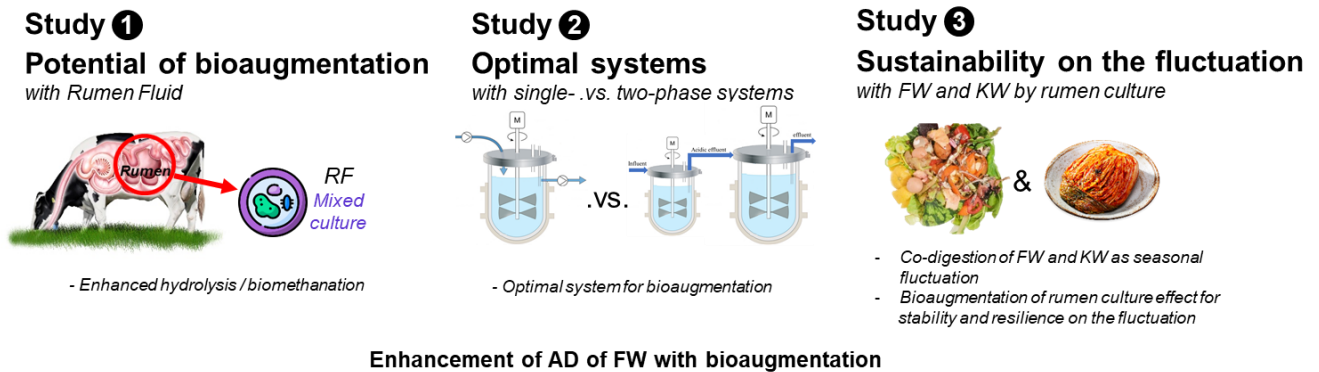 Study 1
Potential of bioaugmentation
with Rumen Fluid
Rumen
RF
Mixed
culture
- Enhanced hydrolysis / biomethanation
Study 2
Optimal systems
with single- .vs. two-phase systems
M
.vs.
M
M
Influent
Acidic effluent
effluent
- Optimal system for bioaugmentation
Study 3
Sustainability on the fluctuation
with FW and KW by rumen culture
&
- Co-digestion of FW and KW as seasonal
fluctuation
- Bioaugmentation of rumen culture effect for
stability and resilience on the fluctuation
Enhancement of AD of FW with bioaugmentation